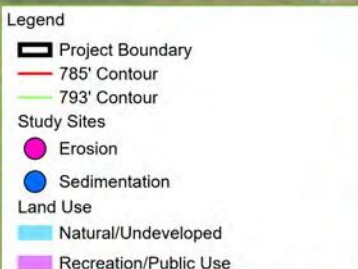 Legend
Project Boundary
785' Contour
793' Contour
Study Sites
Erosion
Sedimentation
Land Use
Natural/Undeveloped
Recreation/Public Use